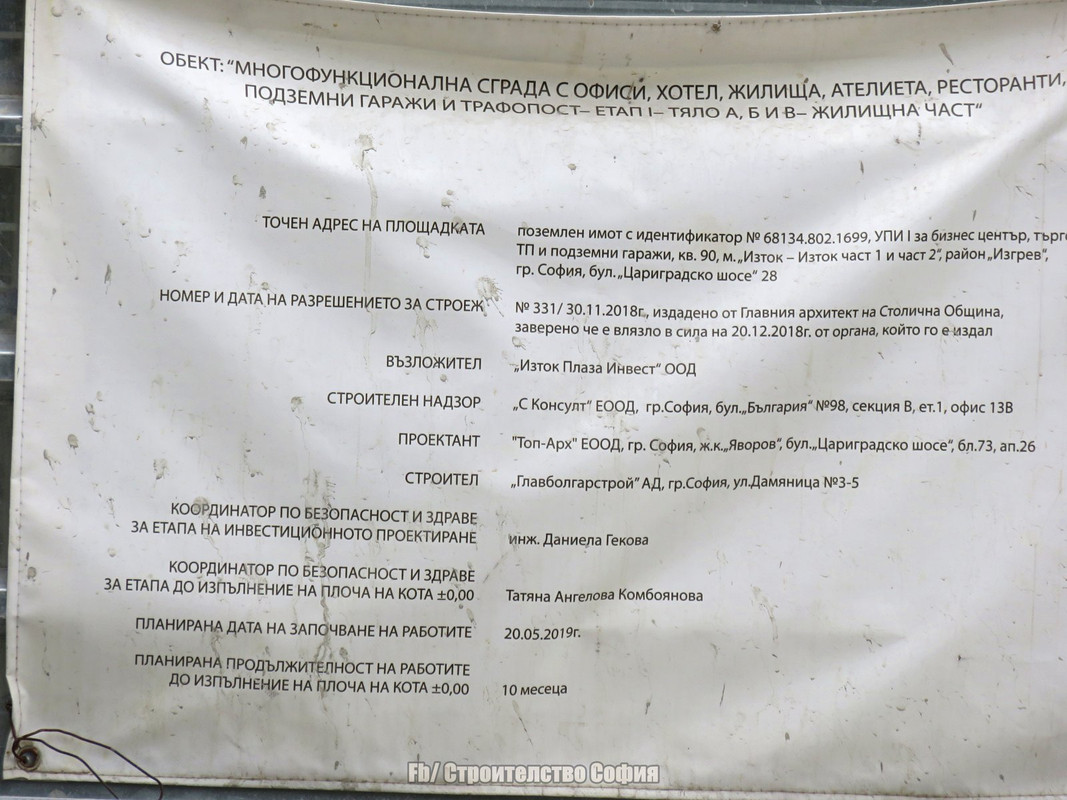 ОБЕКТ: "МНОГОФУНКЦИОНАЛНА СГРАДА С ОФИСИ, ХОТЕЛ, ЖИЛИЩА, АТЕЛИЕТА, РЕСТОРАНТИ,
ПОДЗЕМНИ ГАРАЖИ И ТРАФОПОСТ– ЕТАП I– ТЯЛО А, Б И В– ЖИЛИЩНА ЧАСТ"
ТОЧЕН АДРЕС НА ПЛОЩАДКАТА
поземлен имот с идентификатор № 68134.802.1699, УПИ I за бизнес център,
ТП и подземни гаражи, кв. 90, м. „Изток – Изток част 1 и част 2", район „Изгрев",
гр. София, бул. „Цариградско шосе" 28
НОМЕР И ДАТА НА РАЗРЕШЕНИЕТО ЗА СТРОЕЖ
№ 331/ 30.11.2018г., издадено от Главния архитект на Столична Община,
заверено че е влязло в сила на 20.12.2018г. от органа, който го е издал
ВЪЗЛОЖИТЕЛ
„Изток Плаза Инвест" ООД
СТРОИТЕЛЕН НАДЗОР
„С Консулт" ЕООД, гр.София, бул.„България" №98, секция В, ет.1, офис 13В
ПРОЕКТАНТ
"Топ-Арх" ЕООД, гр. София, ж.к.„Яворов", бул.„Цариградско шосе", бл.73, ап.26
СТРОИТЕЛ
„Главболгарстрой" АД, гр.София, ул.Дамяница №3-5
КООРДИНАТОР ПО БЕЗОПАСНОСТ И ЗДРАВЕ
ЗА ЕТАПА НА ИНВЕСТИЦИОННОТО ПРОЕКТИРАНЕ
инж. Даниела Гекова
КООРДИНАТОР ПО БЕЗОПАСНОСТ И ЗДРАВЕ
ЗА ЕТАПА ДО ИЗПЪЛНЕНИЕ НА ПЛОЧА НА КОТА ±0,00
Татяна Ангелова Комбоянова
ПЛАНИРАНА ДАТА НА ЗАПОЧВАНЕ НА РАБОТИТЕ
20.05.2019г.
ПЛАНИРАНА ПРОДЪЛЖИТЕЛНОСТ НА РАБОТИТЕ
ДО ИЗПЪЛНЕНИЕ НА ПЛОЧА НА КОТА ±0,00
10 месеца
Fb/ Строителство София